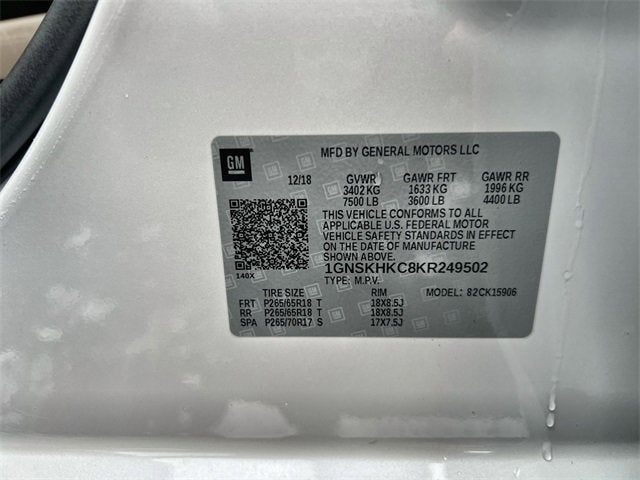 MFD BY GENERAL MOTORS LLC
GM
12/18 GVWR GAWR FRT GAWR RR
3402 KG 1633 KG 1996 KG
7500 LB 3600 LB 4400 LB
THIS VEHICLE CONFORMS TO ALL
APPLICABLE U.S. FEDERAL MOTOR
VEHICLE SAFETY STANDARDS IN EFFECT
ON THE DATE OF MANUFACTURE
SHOWN ABOVE.
1GNSKHKC8KR249502
140X TYPE: M.P.V.
TIRE SIZE RIM MODEL: 82CK15906
FRT P265/65R18 T 18X8.5J
RR P265/65R18 T 18X8.5J
SPA P265/70R17 S 17X7.5J